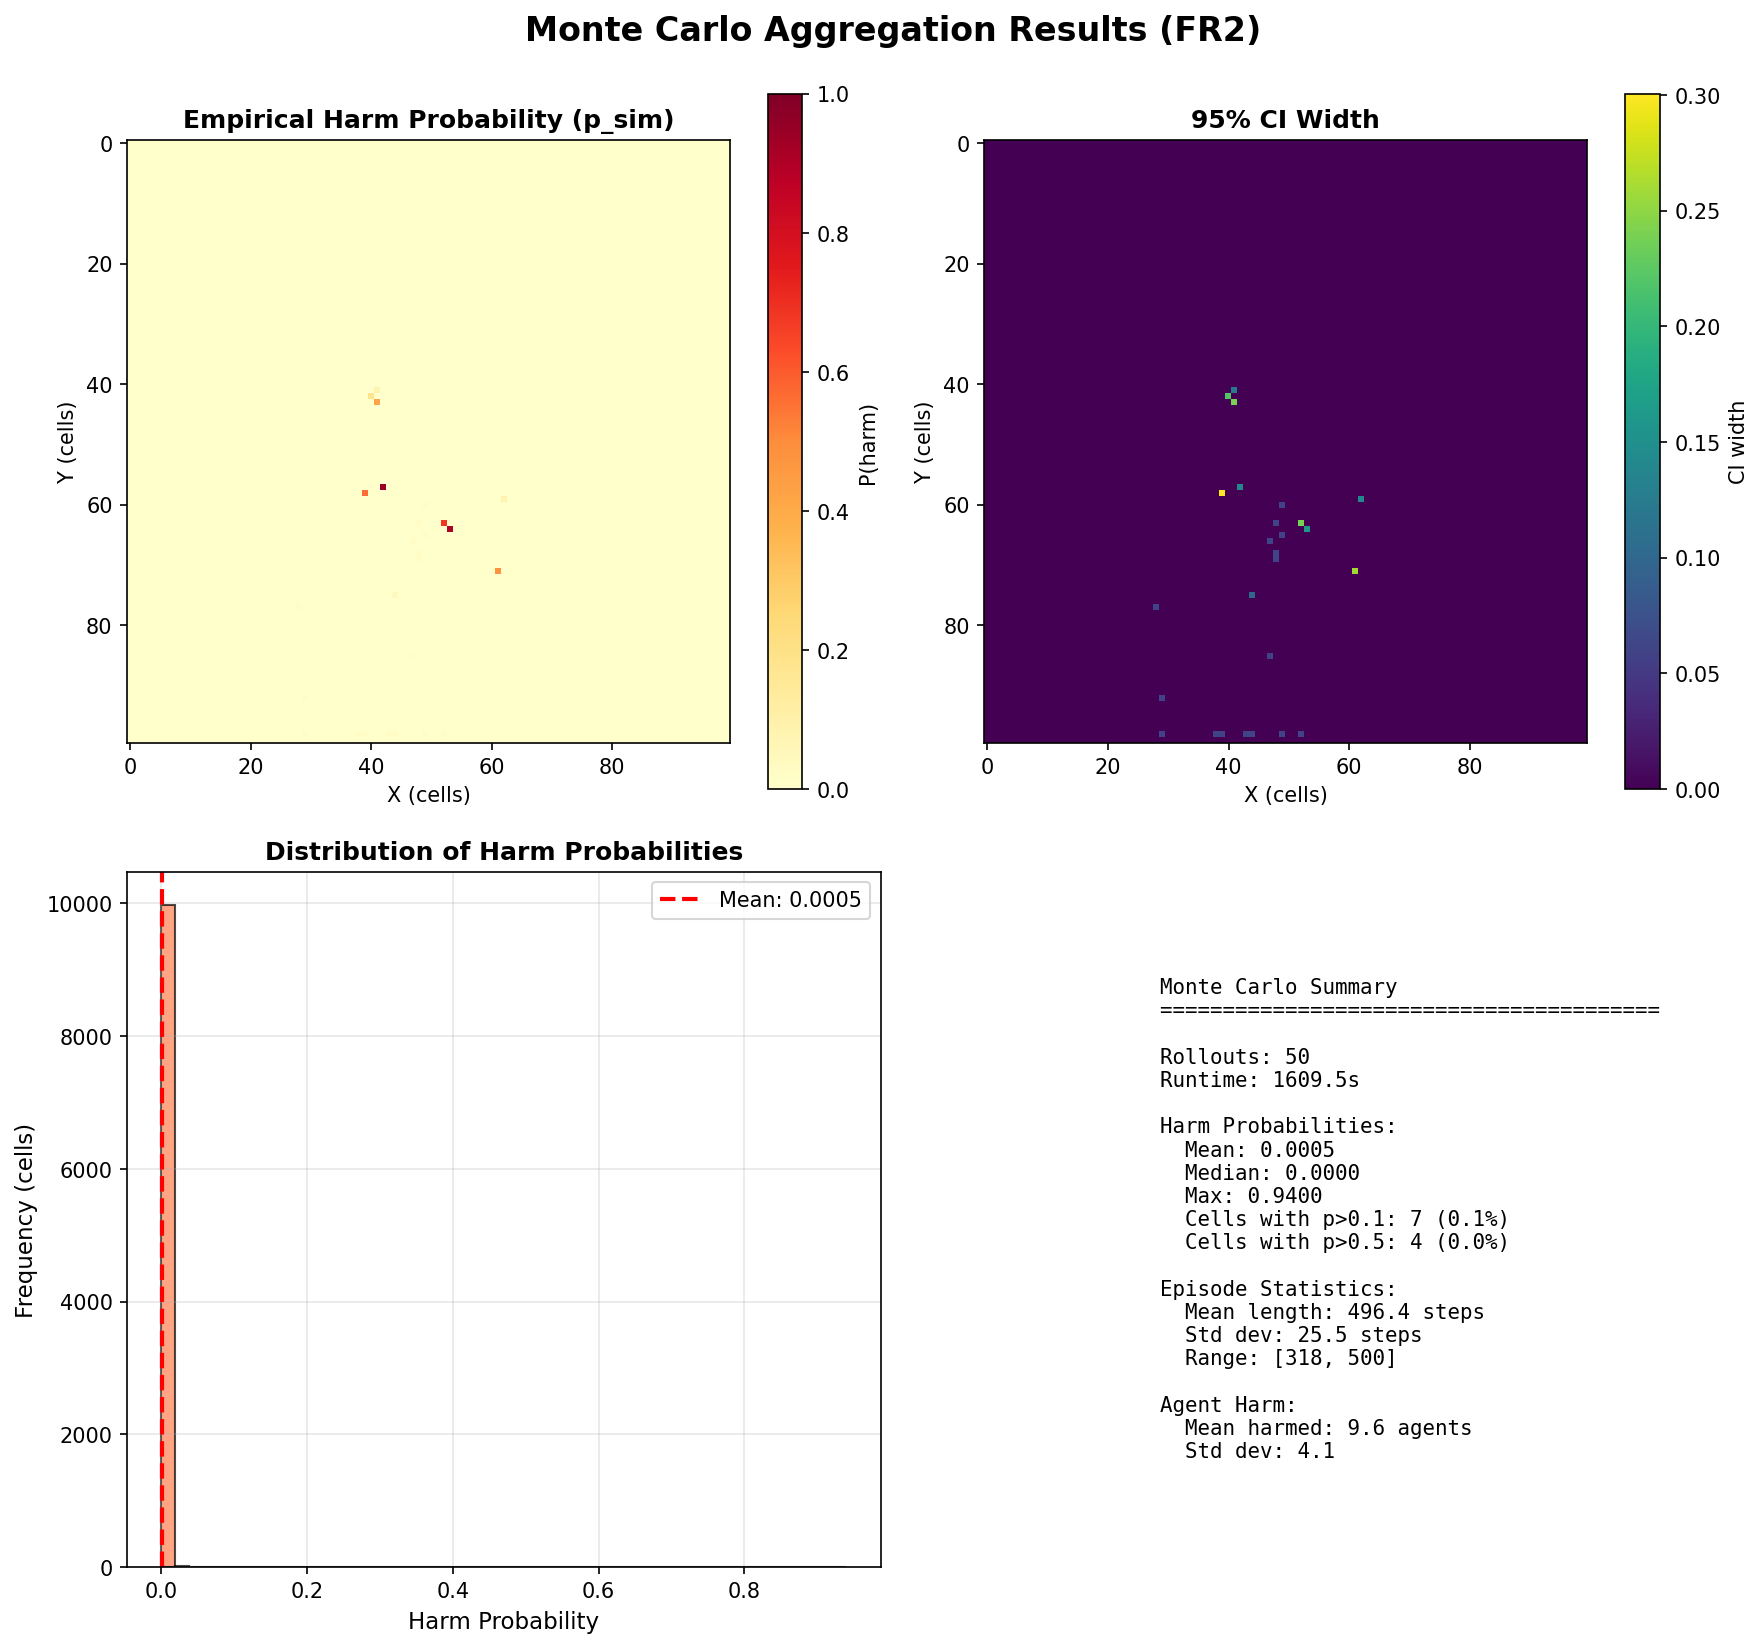 Monte Carlo Aggregation Results (FR2)
Empirical Harm Probability (p_sim)
0
20
40
60
80
Y (cells)
0
20
40
60
80
X (cells)
1.0
0.8
0.6
0.4
0.2
0.0
P(harm)
95% CI Width
0
20
40
60
80
Y (cells)
0
20
40
60
80
X (cells)
0.30
0.25
0.20
0.15
0.10
0.05
0.00
CI width
Distribution of Harm Probabilities
Mean: 0.0005
10000
8000
6000
4000
2000
0
Frequency (cells)
0.0
0.2
0.4
0.6
0.8
Harm Probability
Monte Carlo Summary
========================================
Rollouts: 50
Runtime: 1609.5s
Harm Probabilities:
Mean: 0.0005
Median: 0.0000
Max: 0.9400
Cells with p>0.1: 7 (0.1%)
Cells with p>0.5: 4 (0.0%)
Episode Statistics:
Mean length: 496.4 steps
Std dev: 25.5 steps
Range: [318, 500]
Agent Harm:
Mean harmed: 9.6 agents
Std dev: 4.1